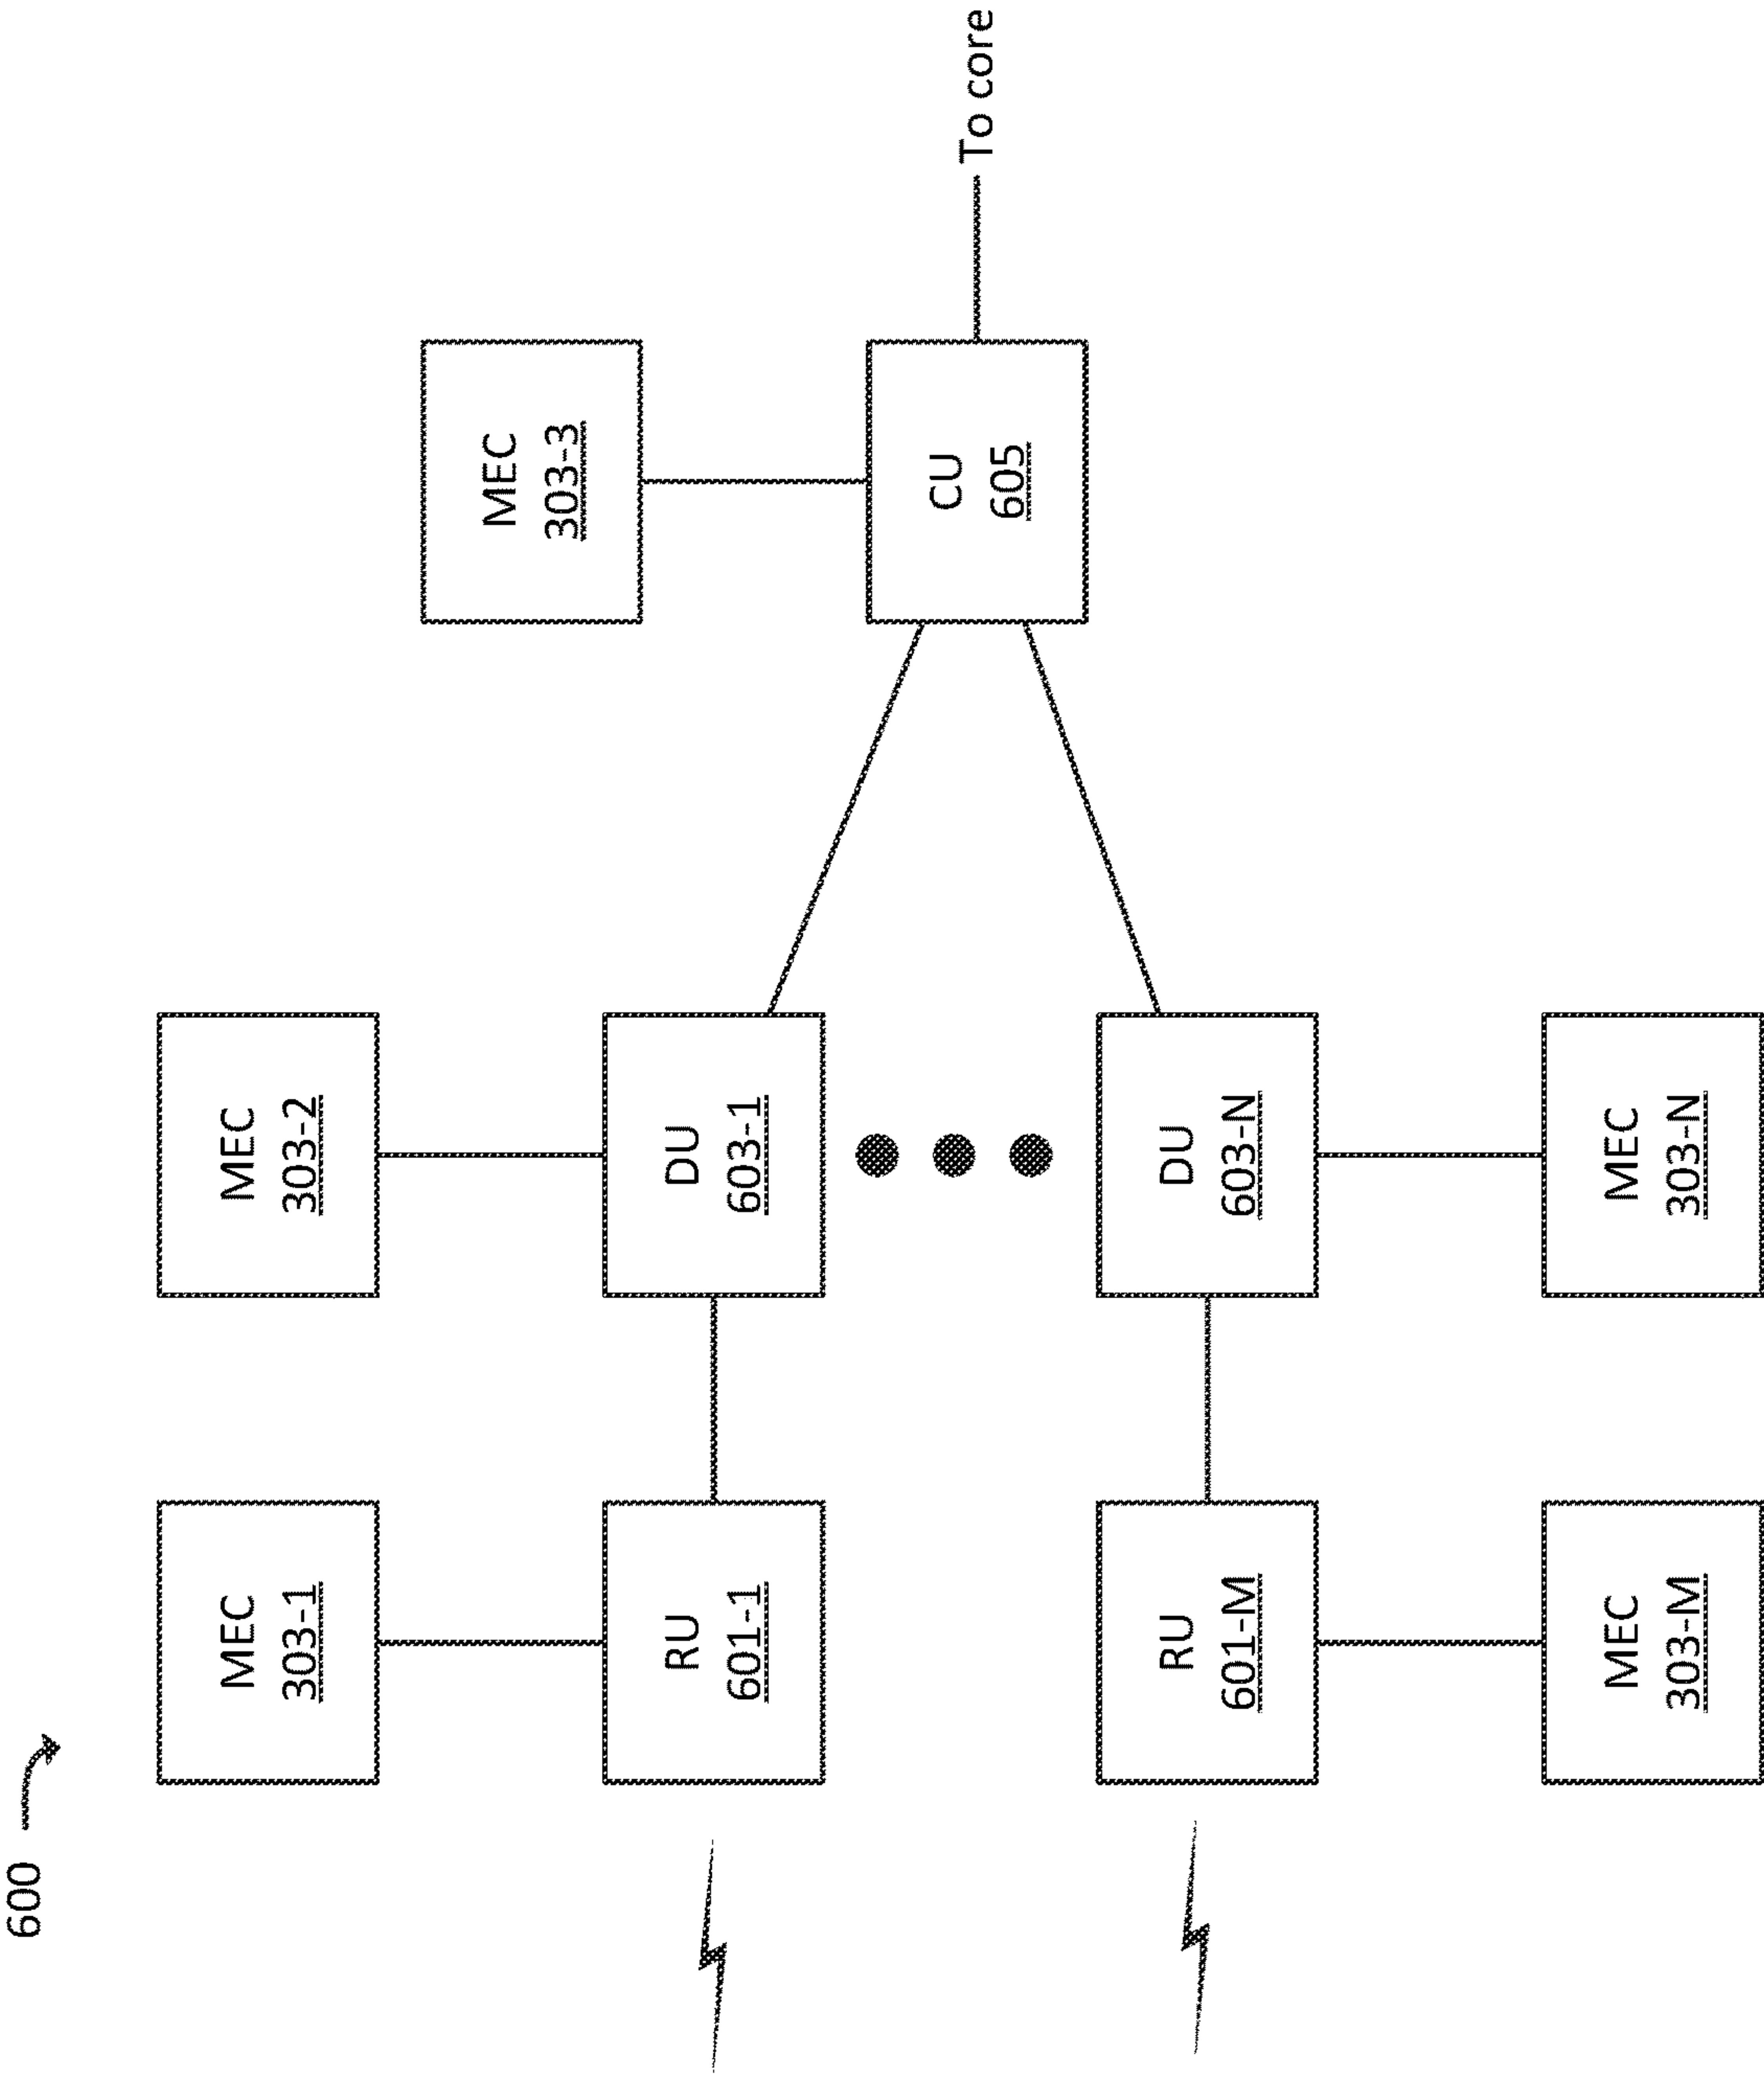 600
MEC
303-1
MEC
303-2
MEC
303-3
RU
601-1
DU
603-1
CU
605
To core
RU
601-M
DU
603-N
MEC
303-M
MEC
303-N